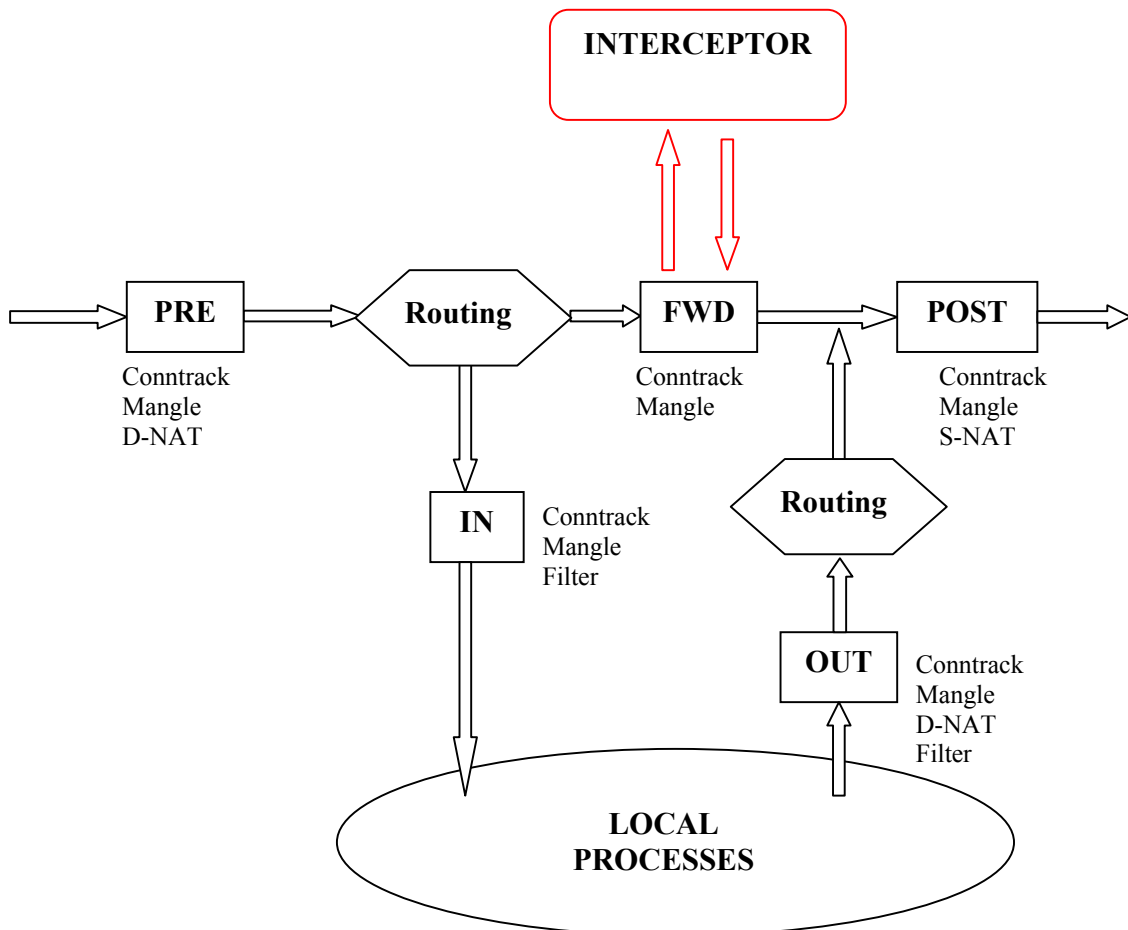 INTERCEPTOR
PRE
Routing
FWD
POST
Conntrack
Mangle
D-NAT
Conntrack
Mangle
Conntrack
Mangle
S-NAT
IN
Conntrack
Mangle
Filter
Routing
OUT
Conntrack
Mangle
D-NAT
Filter
LOCAL
PROCESSES